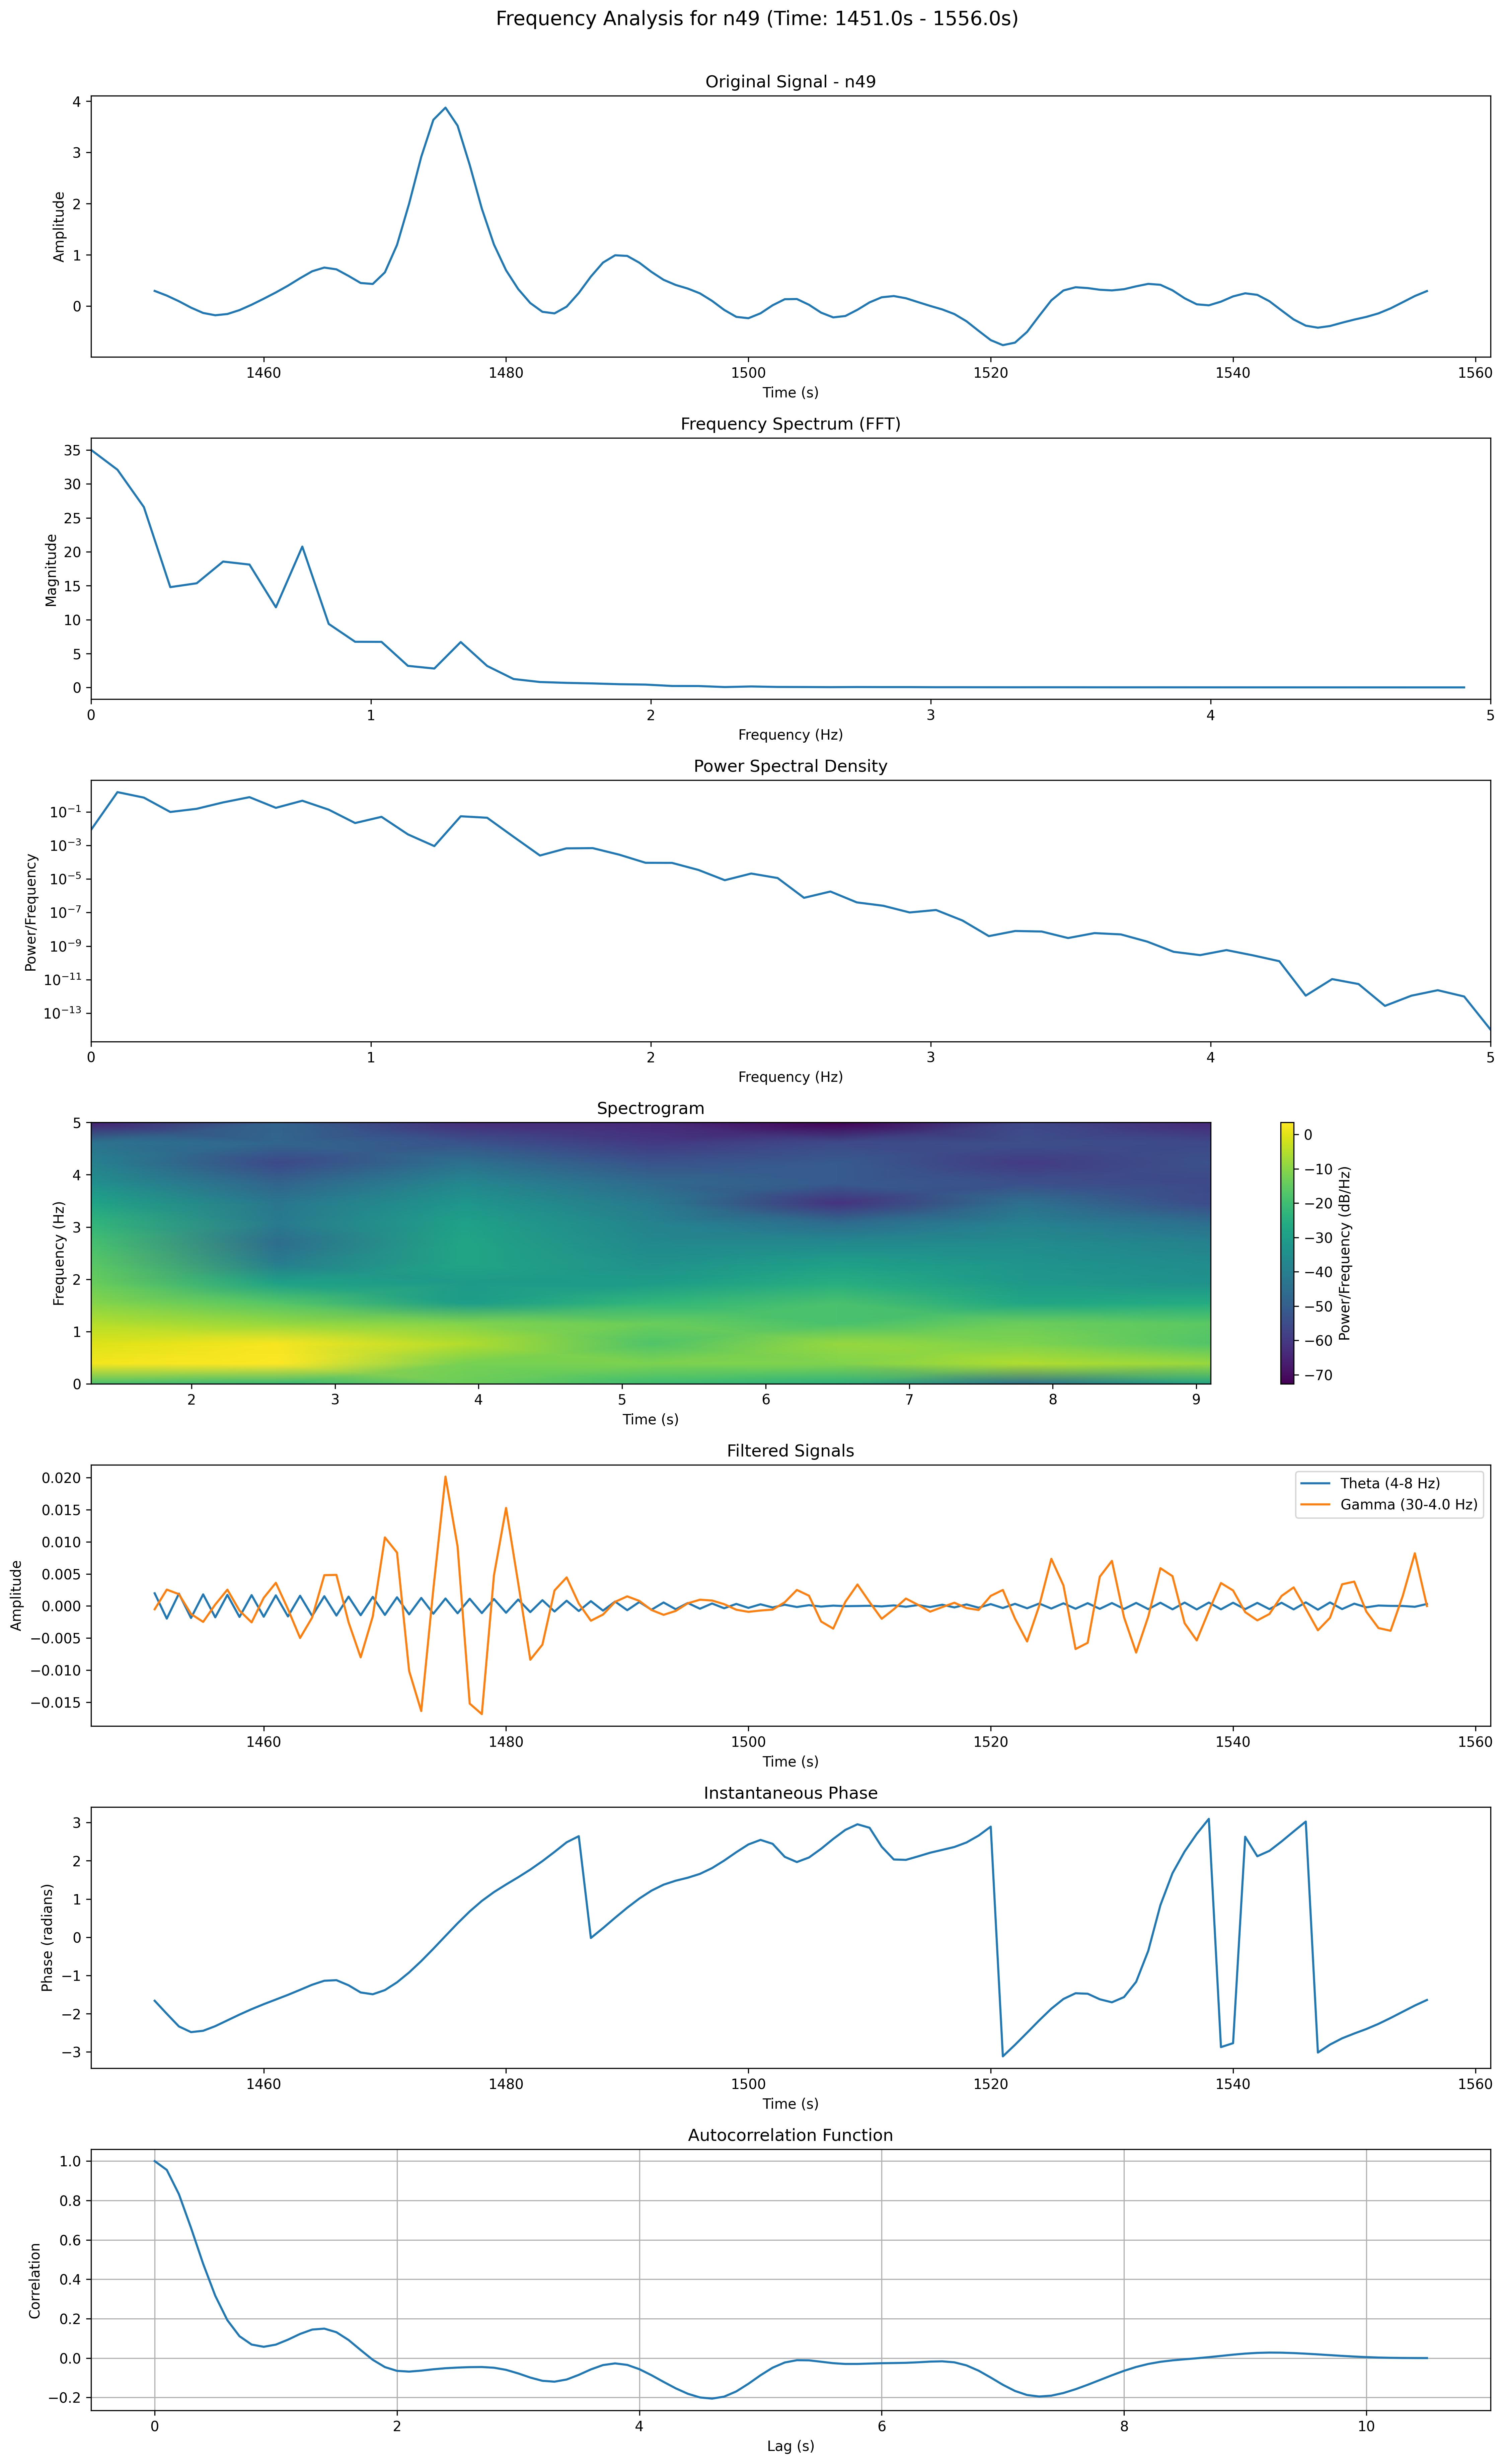 Frequency Analysis for n49 (Time: 1451.0s - 1556.0s)
Original Signal - n49
4
3
2
1
0
Amplitude
1460 1480 1500 1520 1540 1560
Time (s)
Frequency Spectrum (FFT)
35
30
25
20
15
10
5
0
Magnitude
0 1 2 3 4 5
Frequency (Hz)
Power Spectral Density
10⁻¹
10⁻³
10⁻⁵
10⁻⁷
10⁻⁹
10⁻¹¹
10⁻¹³
Power/Frequency
0 1 2 3 4 5
Frequency (Hz)
Spectrogram
5
4
3
2
1
0
Frequency (Hz)
2 3 4 5 6 7 8 9
Time (s)
0
−10
−20
−30
−40
−50
−60
−70
Power/Frequency (dB/Hz)
Filtered Signals
0.020
0.015
0.010
0.005
0.000
−0.005
−0.010
−0.015
Amplitude
Theta (4-8 Hz)
Gamma (30-4.0 Hz)
1460 1480 1500 1520 1540 1560
Time (s)
Instantaneous Phase
3
2
1
0
−1
−2
−3
Phase (radians)
1460 1480 1500 1520 1540 1560
Time (s)
Autocorrelation Function
1.0
0.8
0.6
0.4
0.2
0.0
−0.2
Correlation
0 2 4 6 8 10
Lag (s)